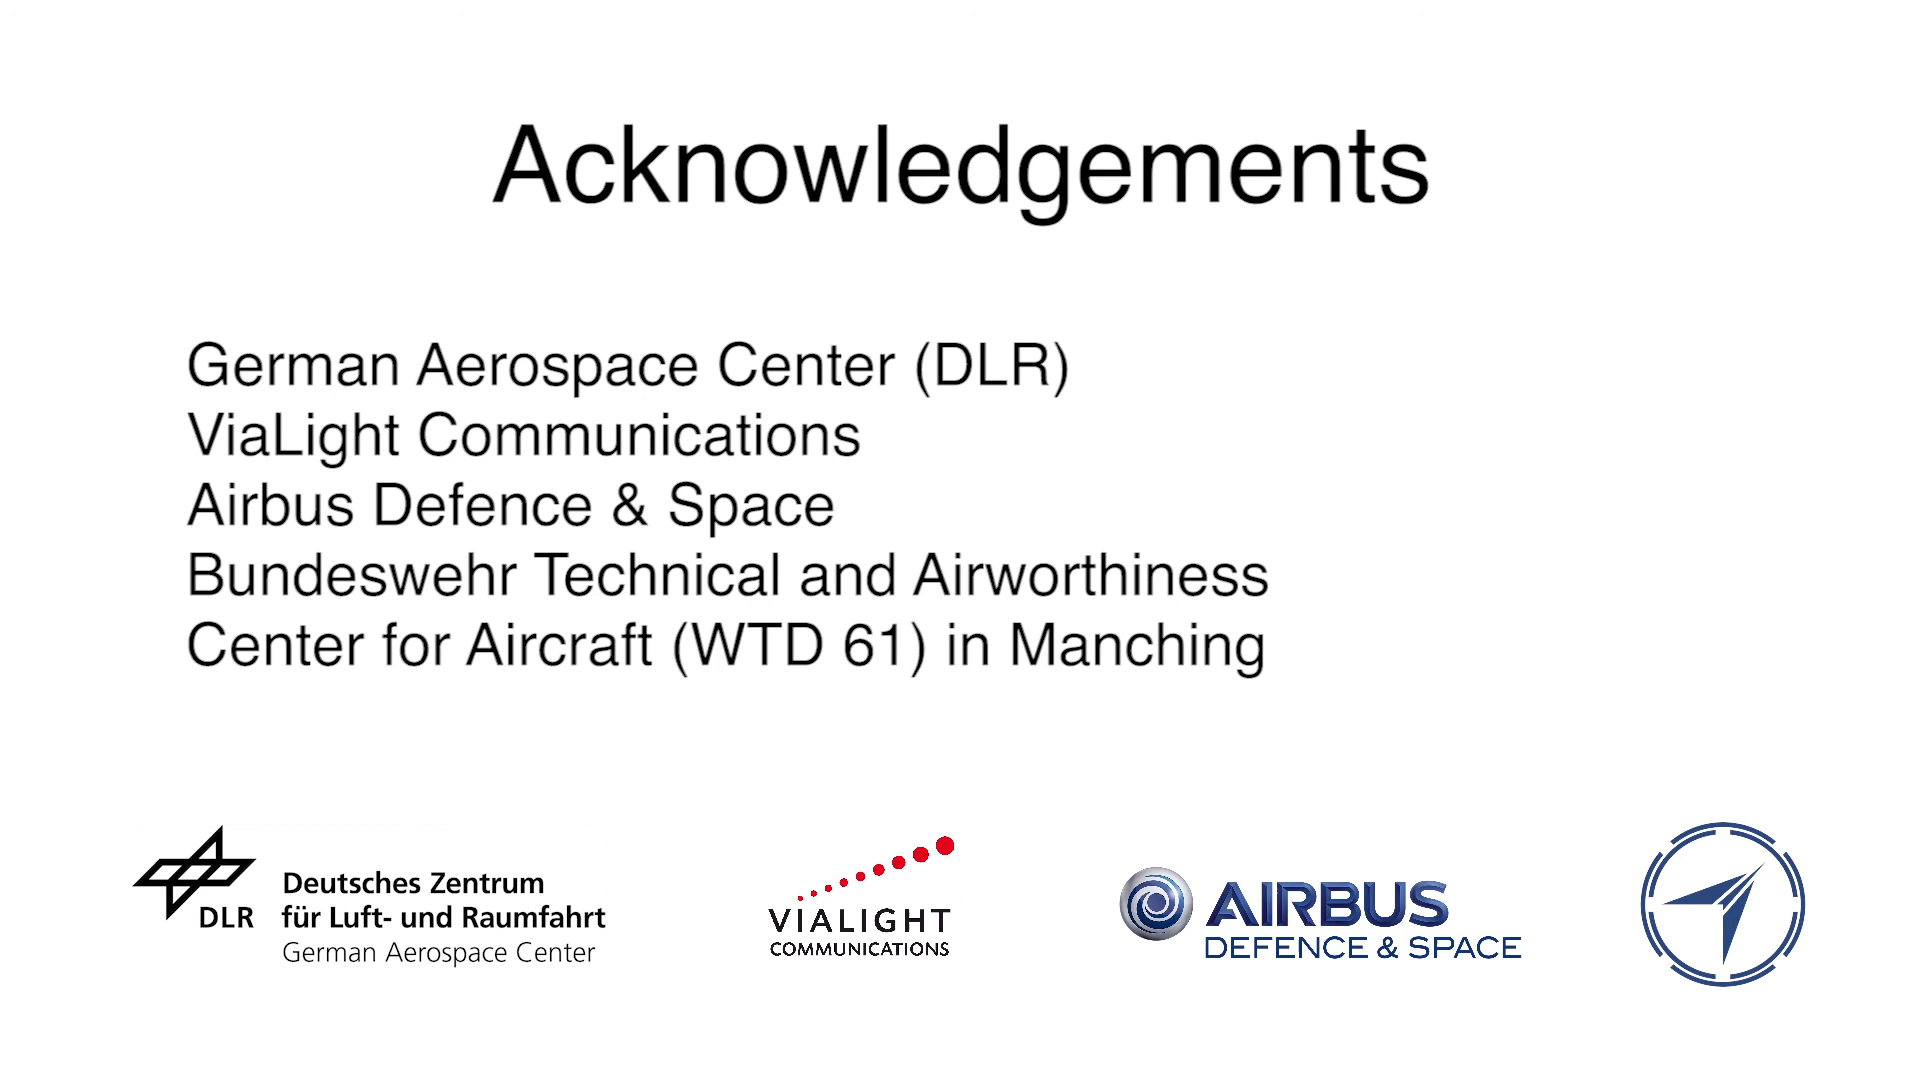 Acknowledgements
German Aerospace Center (DLR)
ViaLight Communications
Airbus Defence & Space
Bundeswehr Technical and Airworthiness
Center for Aircraft (WTD 61) in Manching
DLR
Deutsches Zentrum
für Luft- und Raumfahrt
German Aerospace Center
VIALIGHT
COMMUNICATIONS
AIRBUS
DEFENCE & SPACE